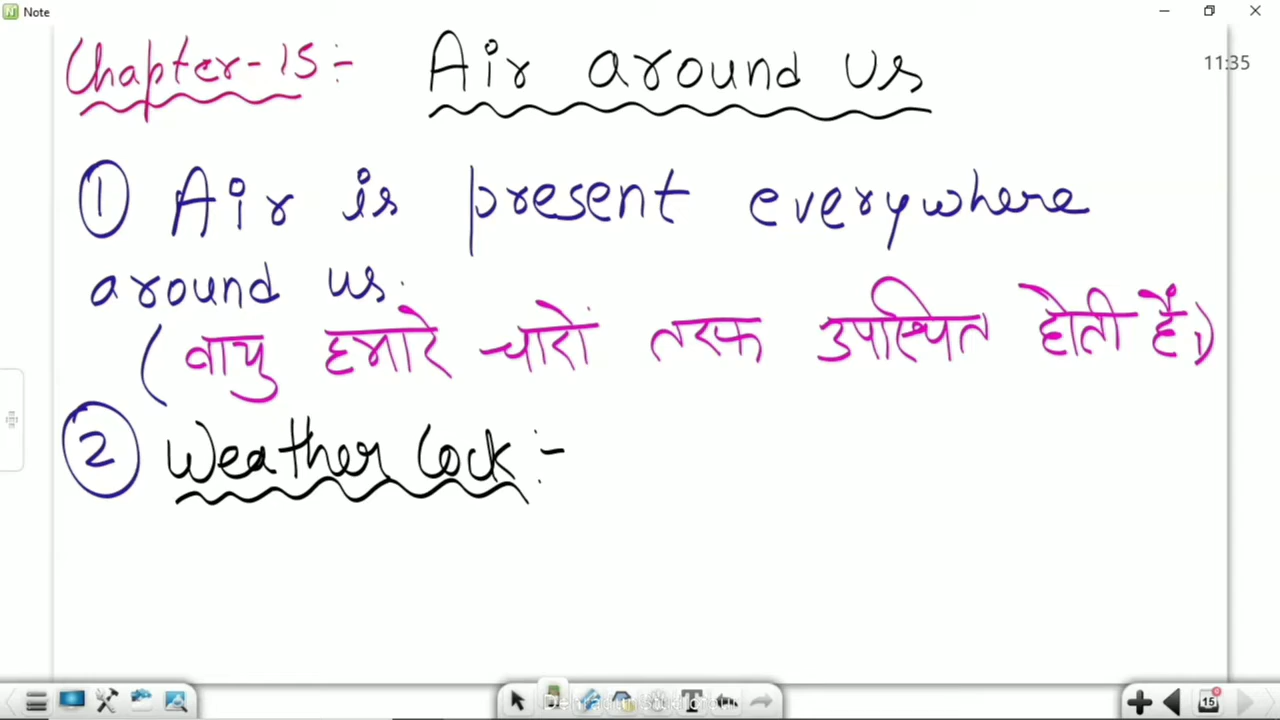 Note
Chapter-15:- Air around us
11:35
① Air is present everywhere
around us.
(वायु हमारे चारों तरफ उपस्थित होती है।)
② Weather Cock:-
15